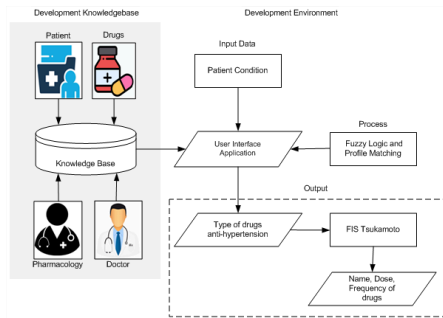 Development Knowledgebase
Development Environment
Patient
Drugs
Input Data
Patient Condition
Knowledge Base
User Interface
Application
Process
Fuzzy Logic and
Profile Matching
Output
Pharmacology
Doctor
Type of drugs
anti-hypertension
FIS Tsukamoto
Name, Dose,
Frequency of
drugs